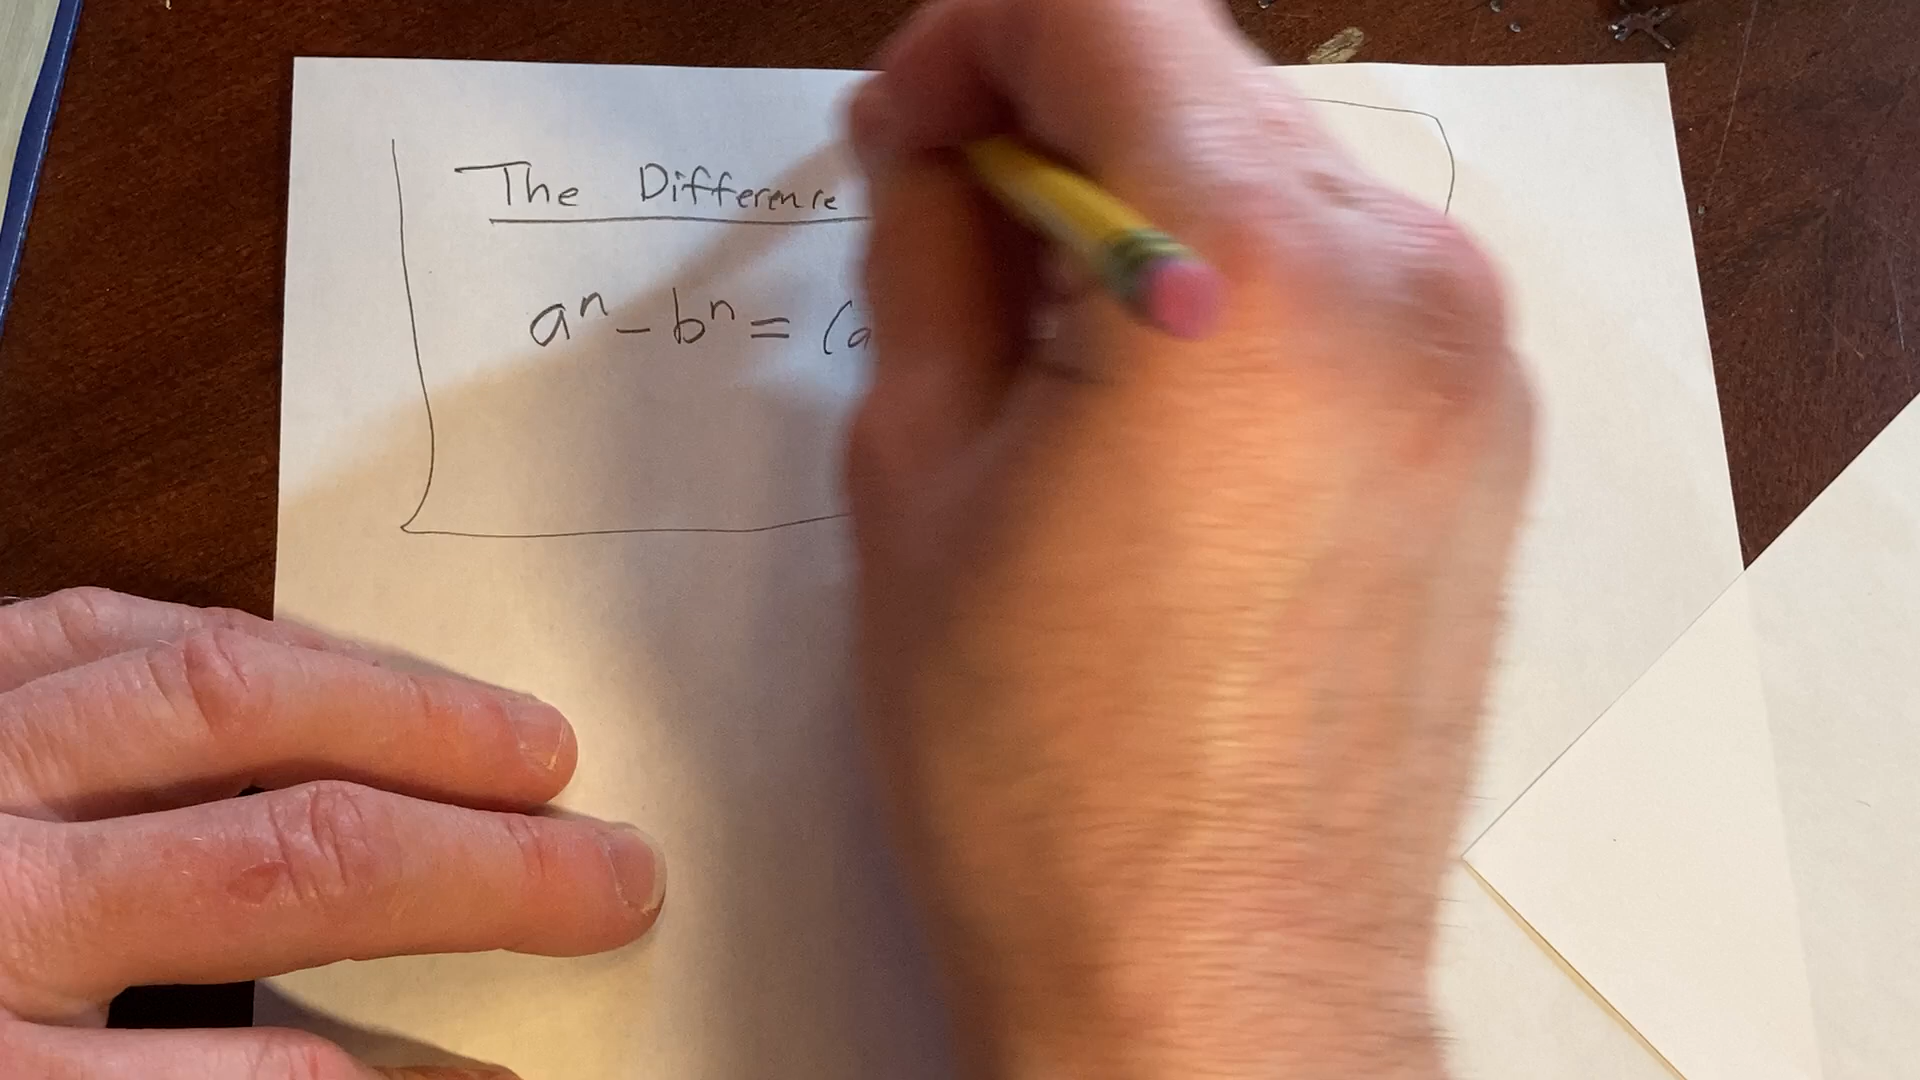 The Difference
aⁿ - bⁿ = (a